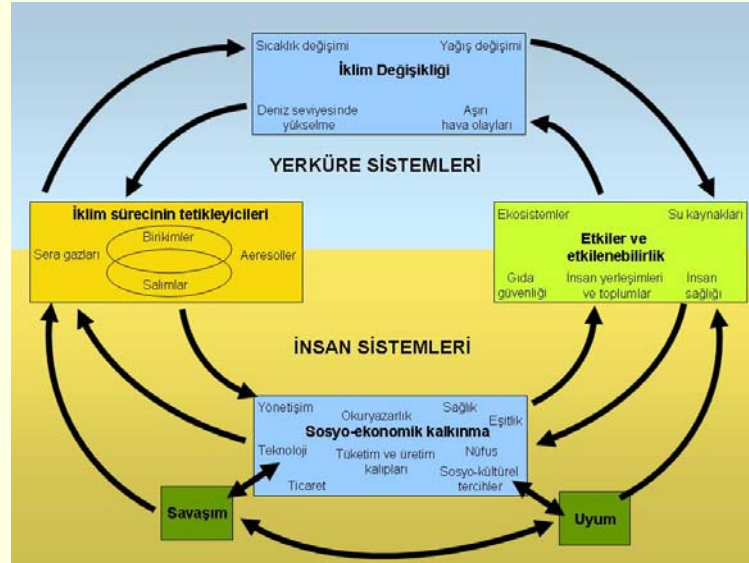 Sıcaklık değişimi
Yağış değişimi
İklim Değişikliği
Deniz seviyesinde
yükselme
Aşırı
hava olayları
YERKÜRE SİSTEMLERİ
İklim sürecinin tetikleyicileri
Birikimler
Sera gazları
Aeresoller
Salımlar
Ekosistemler
Su kaynakları
Etkiler ve
etkilenebilirlik
Gıda
güvenliği
İnsan yerleşimleri
ve toplumlar
İnsan
sağlığı
İNSAN SİSTEMLERİ
Yönetişim
Okuryazarlık
Sağlık
Eşitlik
Sosyo-ekonomik kalkınma
Teknoloji
Tüketim ve üretim
kalıpları
Nüfus
Ticaret
Sosyo-kültürel
tercihler
Savaşım
Uyum